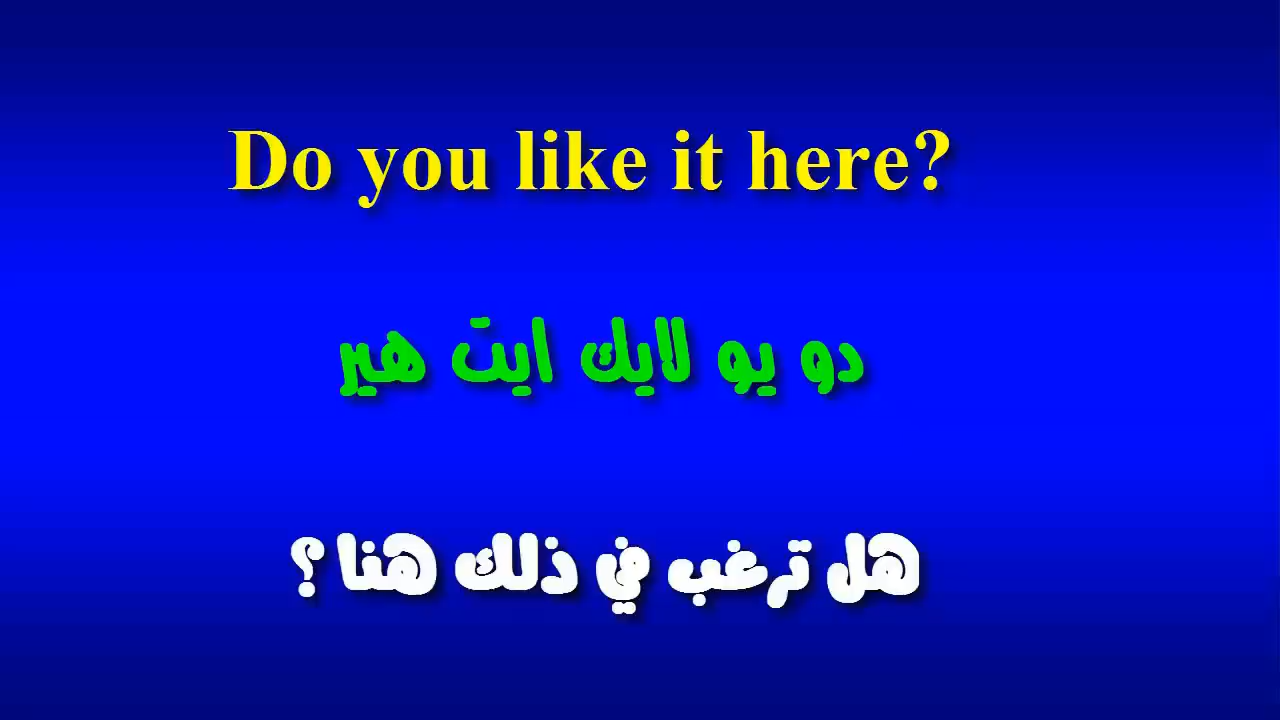 Do you like it here?
دو يو لايك ايت هير
هل ترغب في ذلك هنا ؟